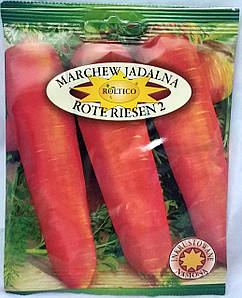 MARCHEW JADALNA
ROLTICO
ROTE RIESEN 2
INKRUSTOWANE
NASIONA